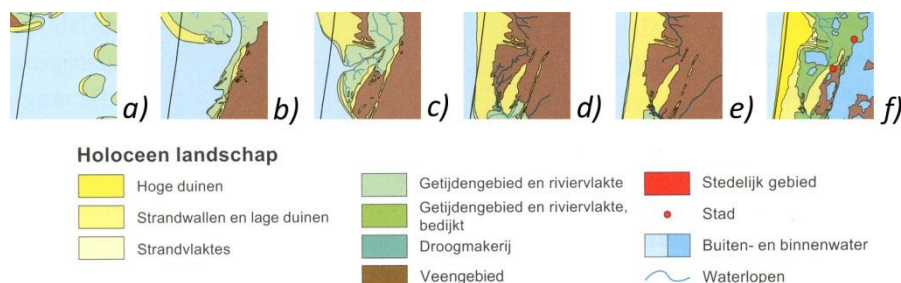 a) b) c) d) e) f)
Holoceen landschap
Hoge duinen
Strandwallen en lage duinen
Strandvlaktes
Getijdengebied en riviervlakte
Getijdengebied en riviervlakte,
bedijkt
Droogmakerij
Veengebied
Stedelijk gebied
Stad
Buiten- en binnenwater
Waterlopen